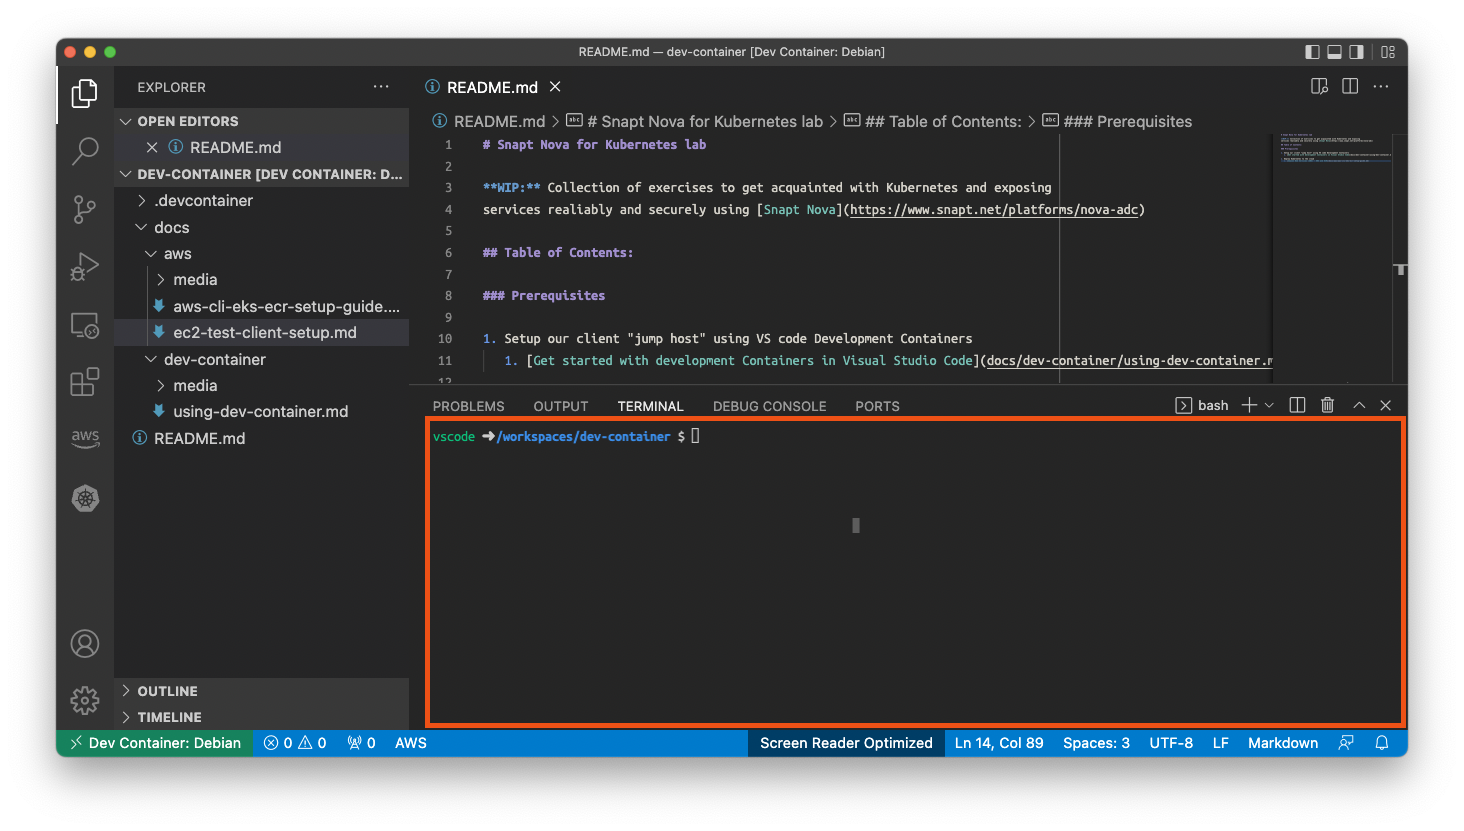 README.md — dev-container [Dev Container: Debian]
EXPLORER
OPEN EDITORS
README.md
DEV-CONTAINER [DEV CONTAINER: D...
.devcontainer
docs
aws
media
aws-cli-eks-ecr-setup-guide....
ec2-test-client-setup.md
dev-container
media
using-dev-container.md
README.md
OUTLINE
TIMELINE
aws
README.md
README.md > # Snapt Nova for Kubernetes lab > ## Table of Contents: > ### Prerequisites
1 # Snapt Nova for Kubernetes lab
2
3 **WIP:** Collection of exercises to get acquainted with Kubernetes and exposing
4 services realiably and securely using [Snapt Nova](https://www.snapt.net/platforms/nova-adc)
5
6 ## Table of Contents:
7
8 ### Prerequisites
9
10 1. Setup our client "jump host" using VS code Development Containers
11 1. [Get started with development Containers in Visual Studio Code](docs/dev-container/using-dev-container.m
12
PROBLEMS OUTPUT TERMINAL DEBUG CONSOLE PORTS bash
vscode ➜/workspaces/dev-container $
Dev Container: Debian 0 0 0 AWS Screen Reader Optimized Ln 14, Col 89 Spaces: 3 UTF-8 LF Markdown